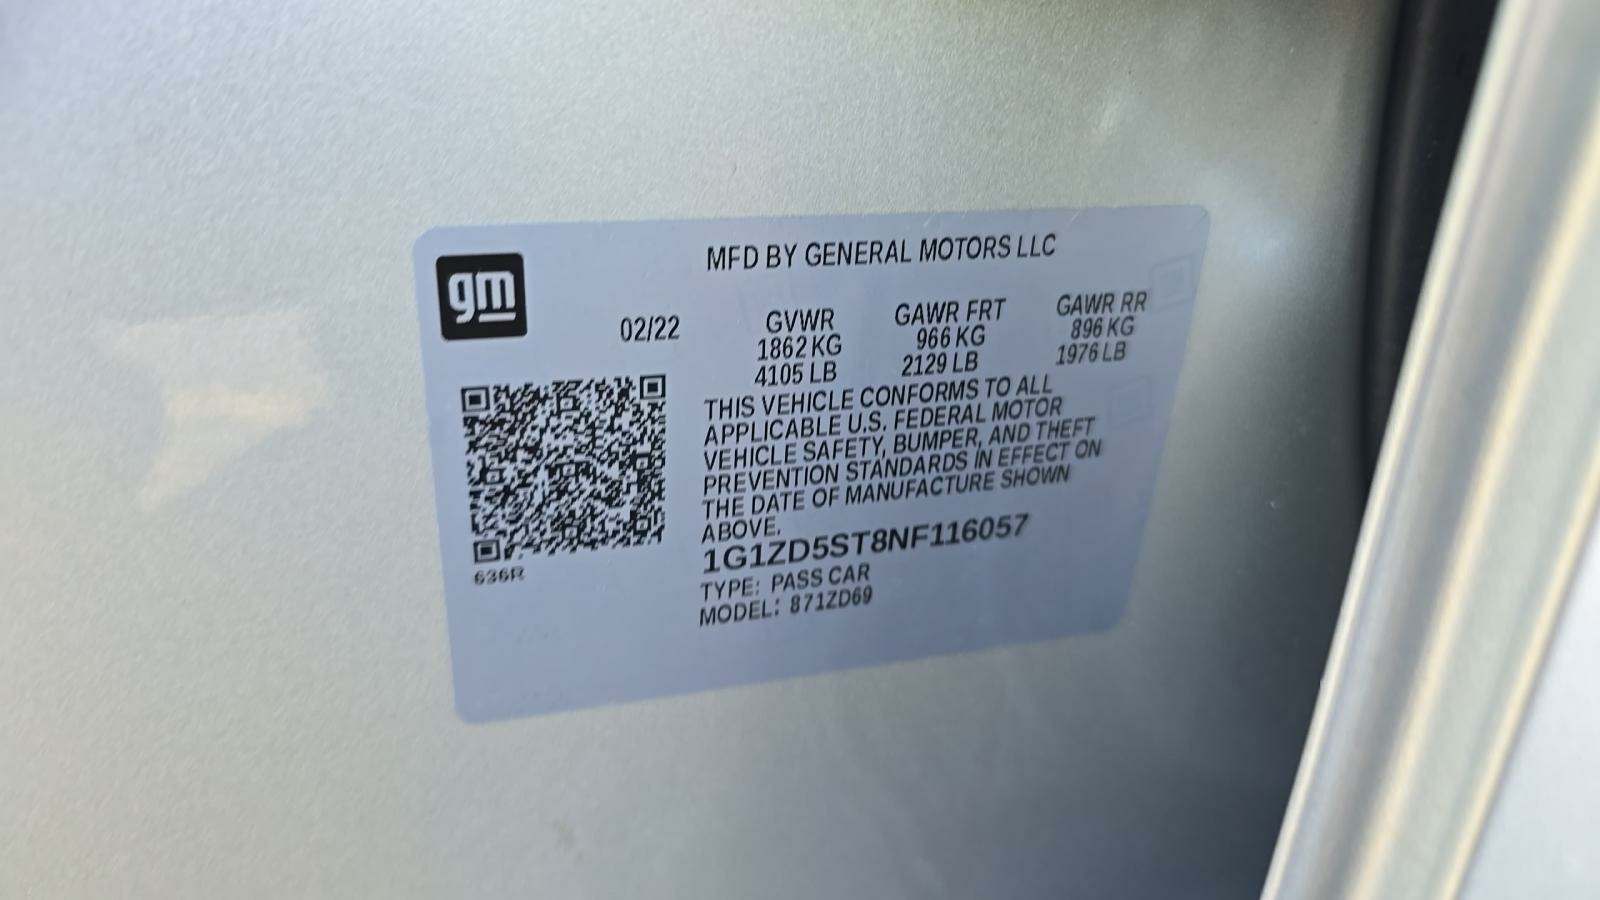 gm
MFD BY GENERAL MOTORS LLC
02/22
GVWR GAWR FRT GAWR RR
1862 KG 966 KG 896 KG
4105 LB 2129 LB 1976 LB
THIS VEHICLE CONFORMS TO ALL
APPLICABLE U.S. FEDERAL MOTOR
VEHICLE SAFETY, BUMPER, AND THEFT
PREVENTION STANDARDS IN EFFECT ON
THE DATE OF MANUFACTURE SHOWN
ABOVE.
1G1ZD5ST8NF116057
TYPE: PASS CAR
MODEL: 871ZD69
636R